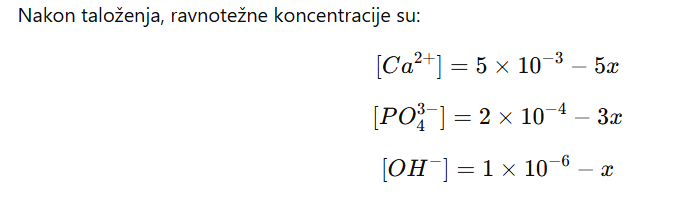 Nakon taloženja, ravnotežne koncentracije su:
[Ca²⁺] = 5 × 10⁻³ − 5x
[PO₄³⁻] = 2 × 10⁻⁴ − 3x
[OH⁻] = 1 × 10⁻⁶ − x